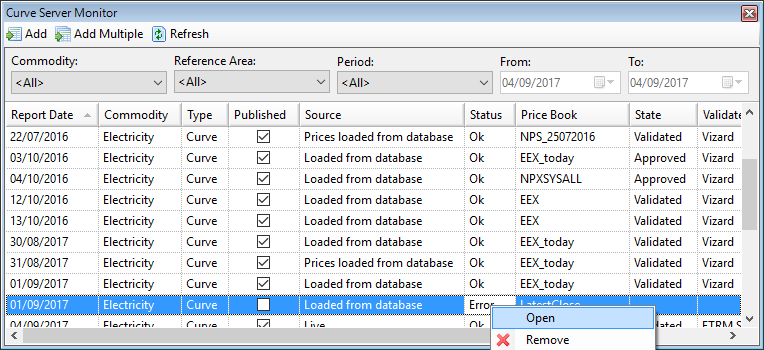 Curve Server Monitor
Add Add Multiple Refresh
Commodity: Reference Area: Period: From: To:
<All> <All> <All> 04/09/2017 04/09/2017
Report Date Commodity Type Published Source Status Price Book State Validate
22/07/2016 Electricity Curve Prices loaded from database Ok NPS_25072016 Validated Vizard
03/10/2016 Electricity Curve Loaded from database Ok EEX_today Approved Vizard
04/10/2016 Electricity Curve Loaded from database Ok NPXSYSALL Approved Vizard
12/10/2016 Electricity Curve Loaded from database Ok EEX Validated Vizard
13/10/2016 Electricity Curve Loaded from database Ok EEX Validated Vizard
30/08/2017 Electricity Curve Loaded from database Ok EEX_today Validated Vizard
31/08/2017 Electricity Curve Prices loaded from database Ok EEX_today Validated Vizard
01/09/2017 Electricity Curve Loaded from database Ok EEX_today Validated Vizard
01/09/2017 Electricity Curve Loaded from database Error LatestClose
04/09/2017 Electricity Curve Live Ok ETRM S
Open
Remove